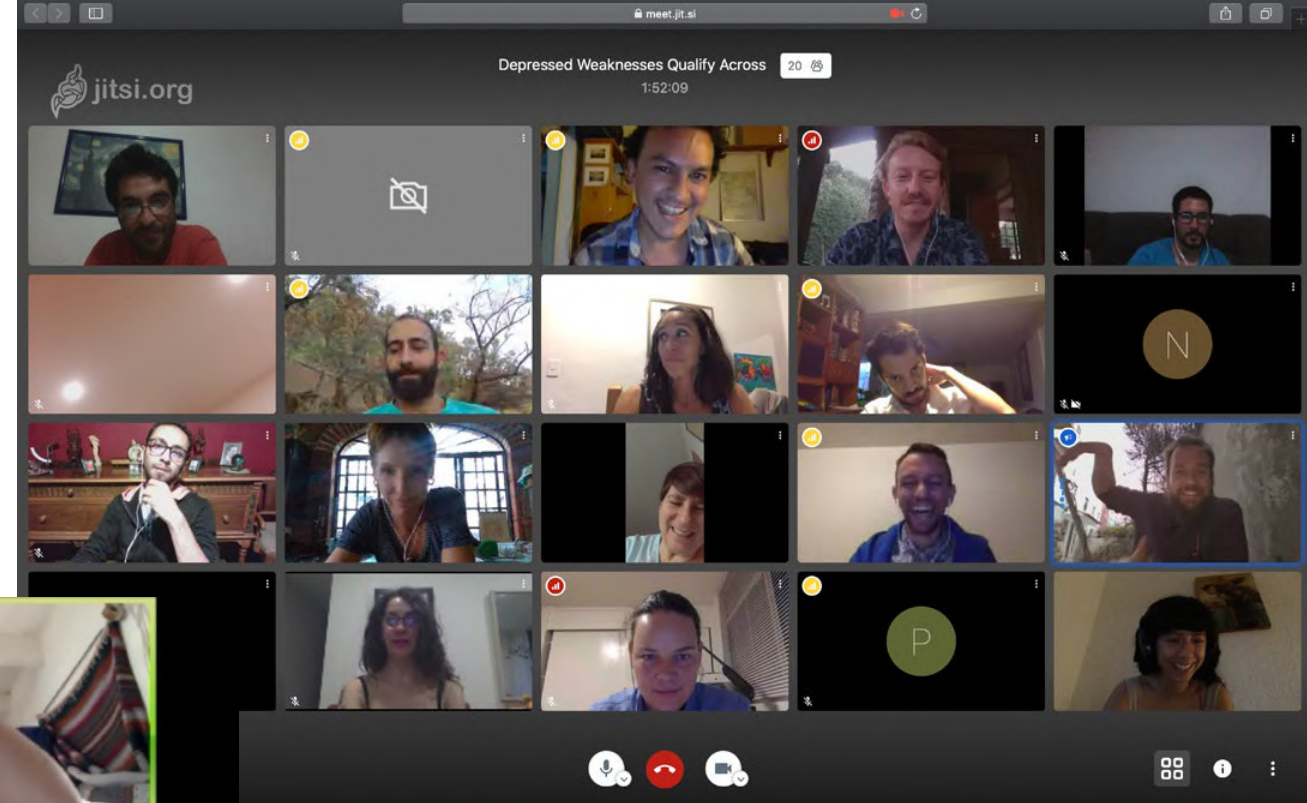 meet.jit.si
jitsi.org
Depressed Weaknesses Qualify Across 20
1:52:09
N
P